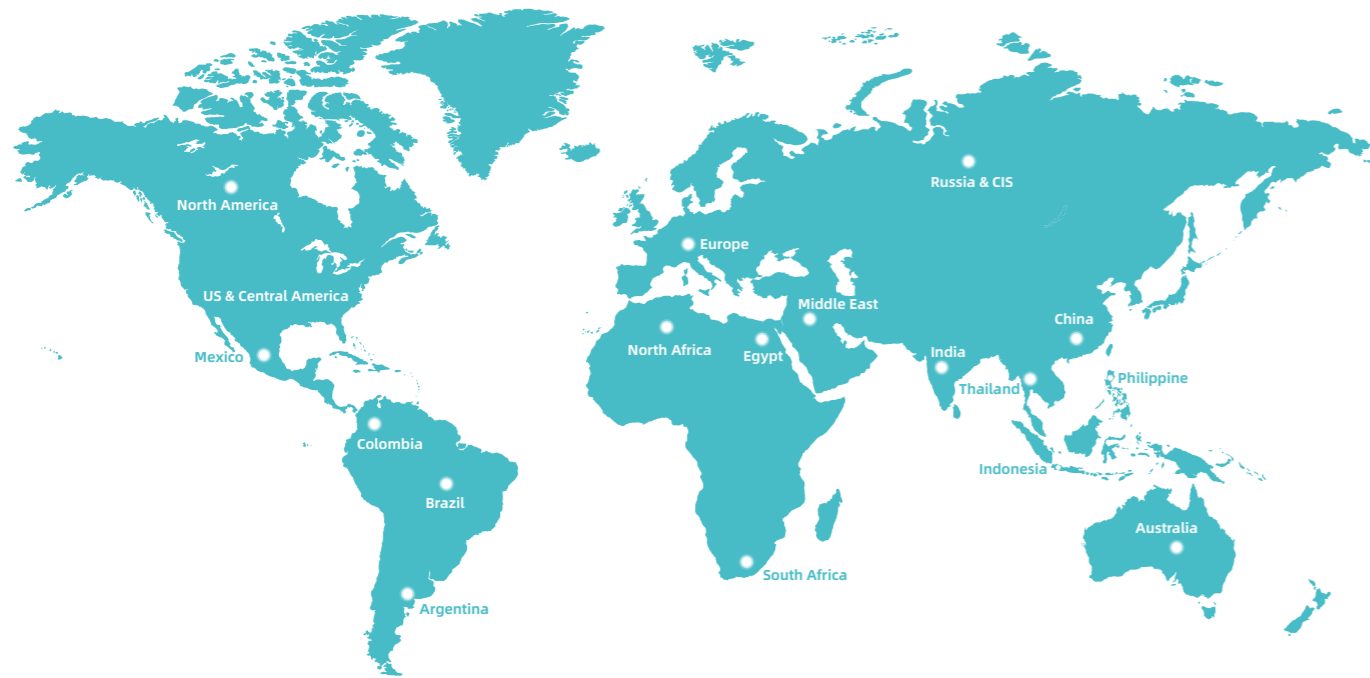 Russia & CIS
North America
Europe
US & Central America
Middle East
China
North Africa
India
Egypt
Mexico
Philippine
Thailand
Colombia
Indonesia
Brazil
Australia
South Africa
Argentina